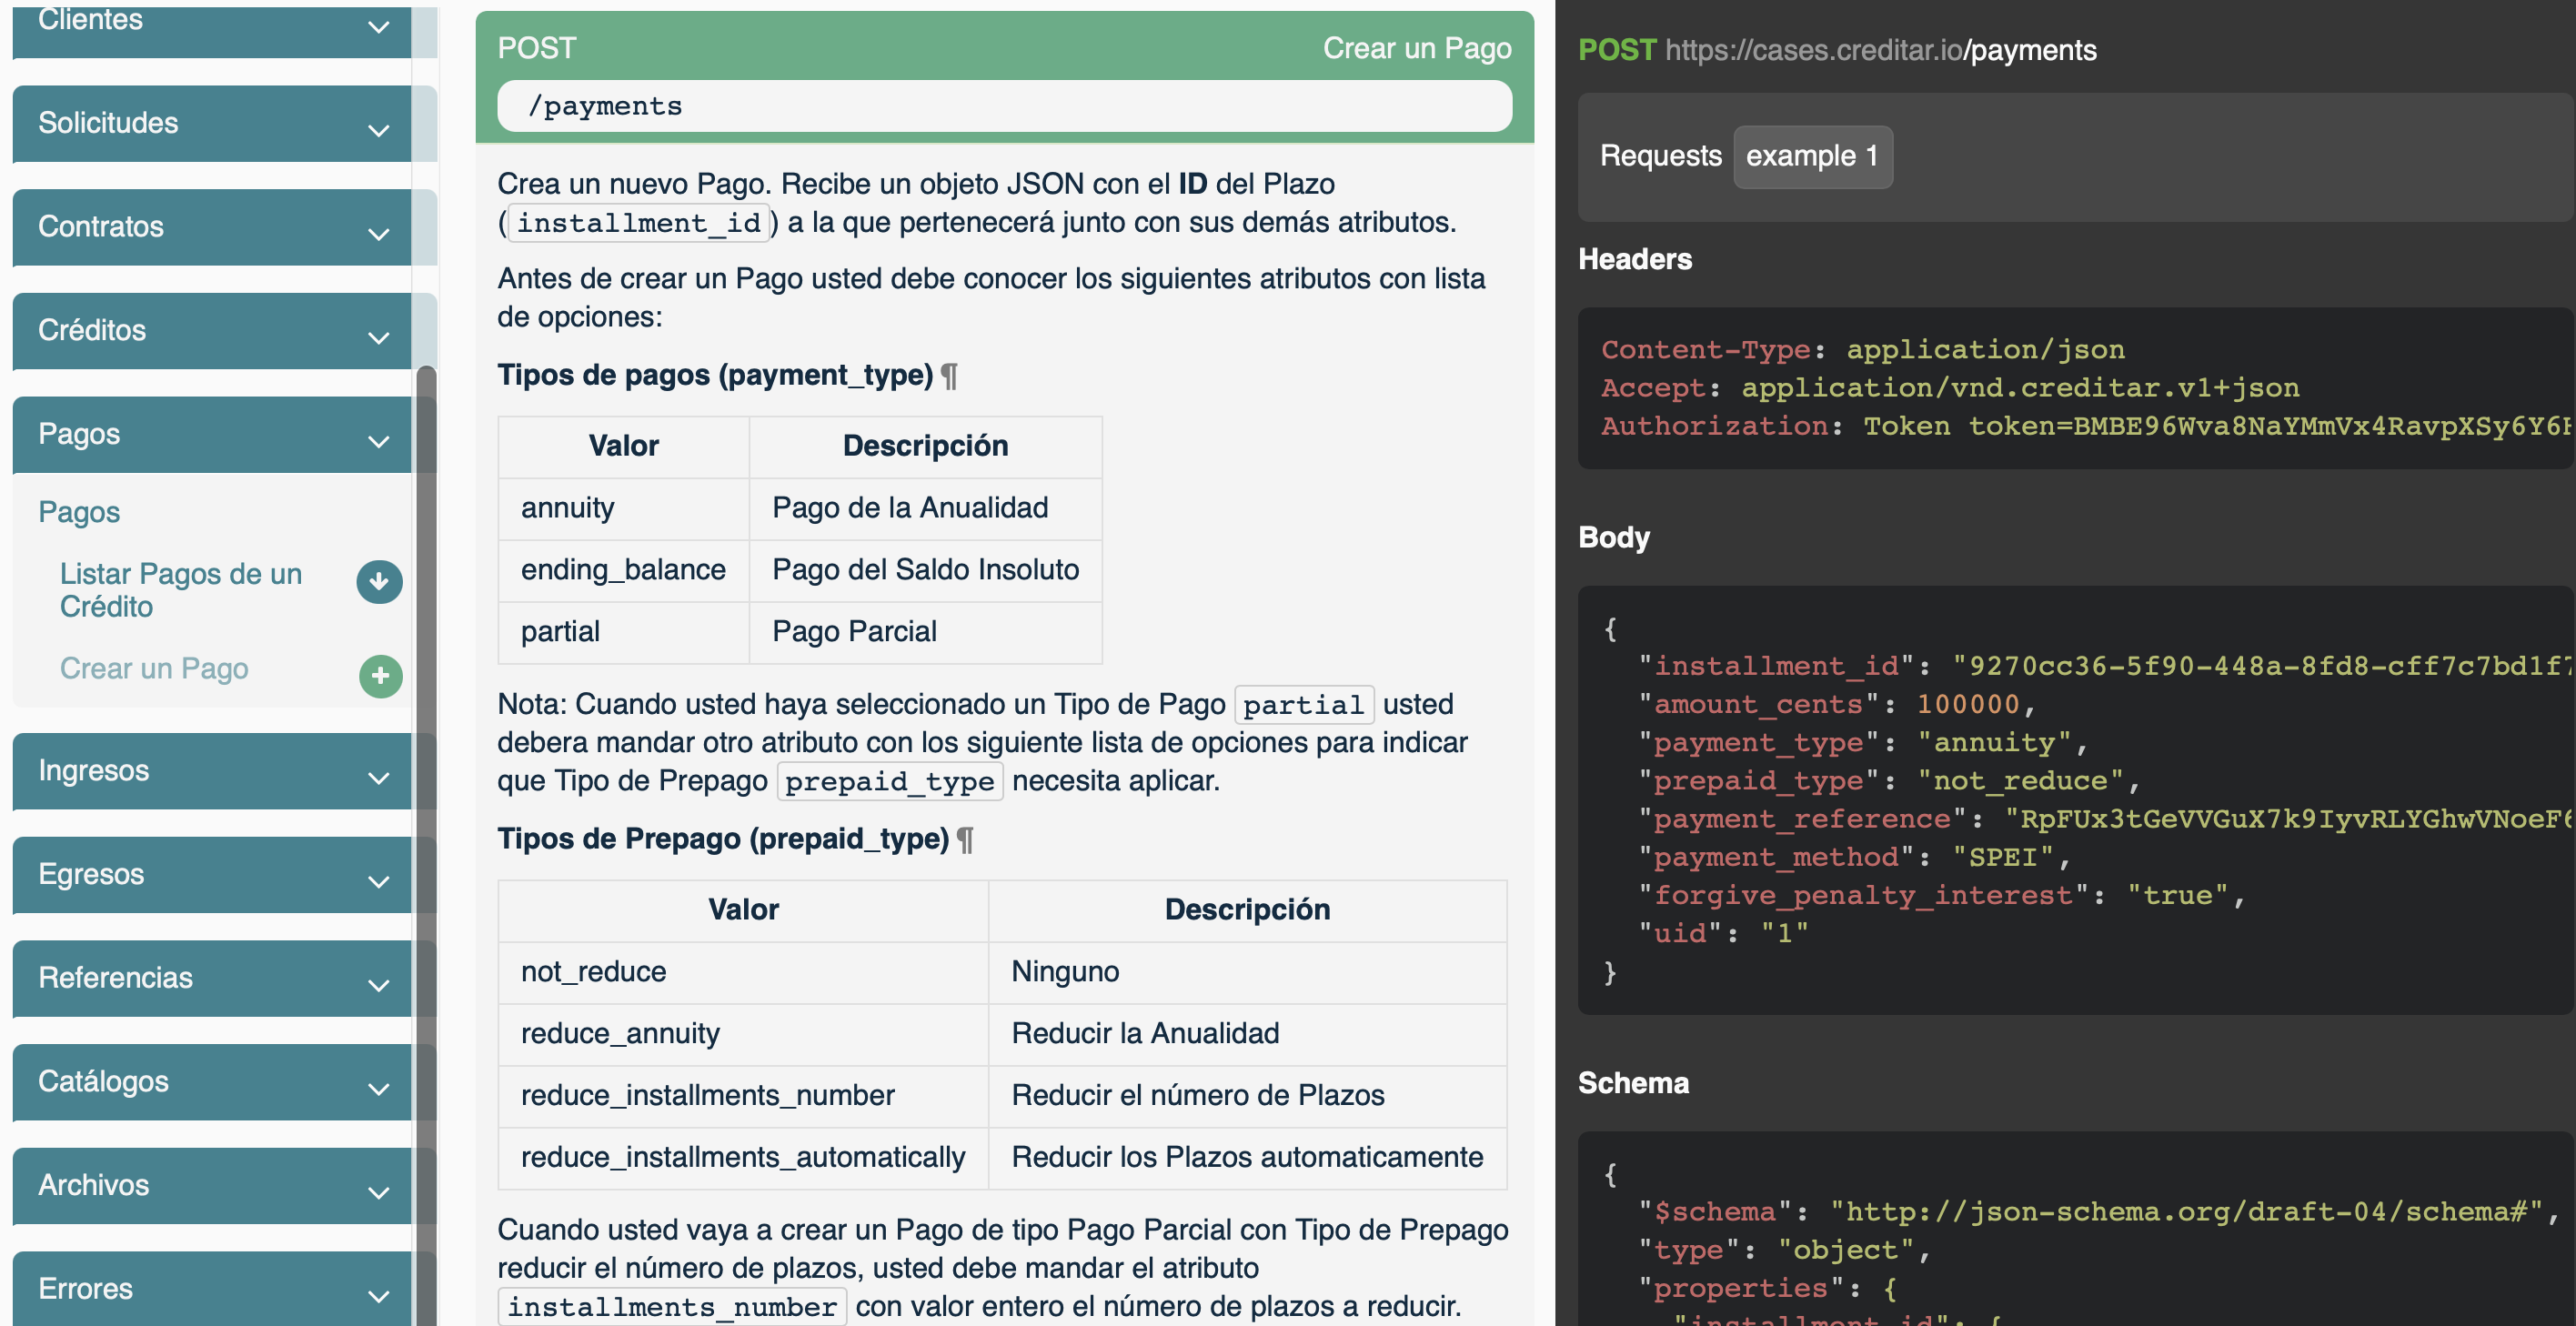 Clientes
Solicitudes
Contratos
Créditos
Pagos
Pagos
Listar Pagos de un
Crédito
Crear un Pago
Ingresos
Egresos
Referencias
Catálogos
Archivos
Errores
POST
Crear un Pago
/payments
Crea un nuevo Pago. Recibe un objeto JSON con el ID del Plazo
(installment_id) a la que pertenecerá junto con sus demás atributos.
Antes de crear un Pago usted debe conocer los siguientes atributos con lista
de opciones:
Tipos de pagos (payment_type) ¶
Valor Descripción
annuity Pago de la Anualidad
ending_balance Pago del Saldo Insoluto
partial Pago Parcial
Nota: Cuando usted haya seleccionado un Tipo de Pago partial usted
debera mandar otro atributo con los siguiente lista de opciones para indicar
que Tipo de Prepago prepaid_type necesita aplicar.
Tipos de Prepago (prepaid_type) ¶
Valor Descripción
not_reduce Ninguno
reduce_annuity Reducir la Anualidad
reduce_installments_number Reducir el número de Plazos
reduce_installments_automatically Reducir los Plazos automaticamente
Cuando usted vaya a crear un Pago de tipo Pago Parcial con Tipo de Prepago
reducir el número de plazos, usted debe mandar el atributo
installments_number con valor entero el número de plazos a reducir.
POST https://cases.creditar.io/payments
Requests example 1
Headers
Content-Type: application/json
Accept: application/vnd.creditar.v1+json
Authorization: Token token=BMBE96Wva8NaYMmVx4RavpXSy6Y6
Body
{
"installment_id": "9270cc36-5f90-448a-8fd8-cff7c7bd1f7
"amount_cents": 100000,
"payment_type": "annuity",
"prepaid_type": "not_reduce",
"payment_reference": "RpFUx3tGeVVGuX7k9IyvRLYGhwVNoeF6
"payment_method": "SPEI",
"forgive_penalty_interest": "true",
"uid": "1"
}
Schema
{
"$schema": "http://json-schema.org/draft-04/schema#",
"type": "object",
"properties": {
"installment_id": {